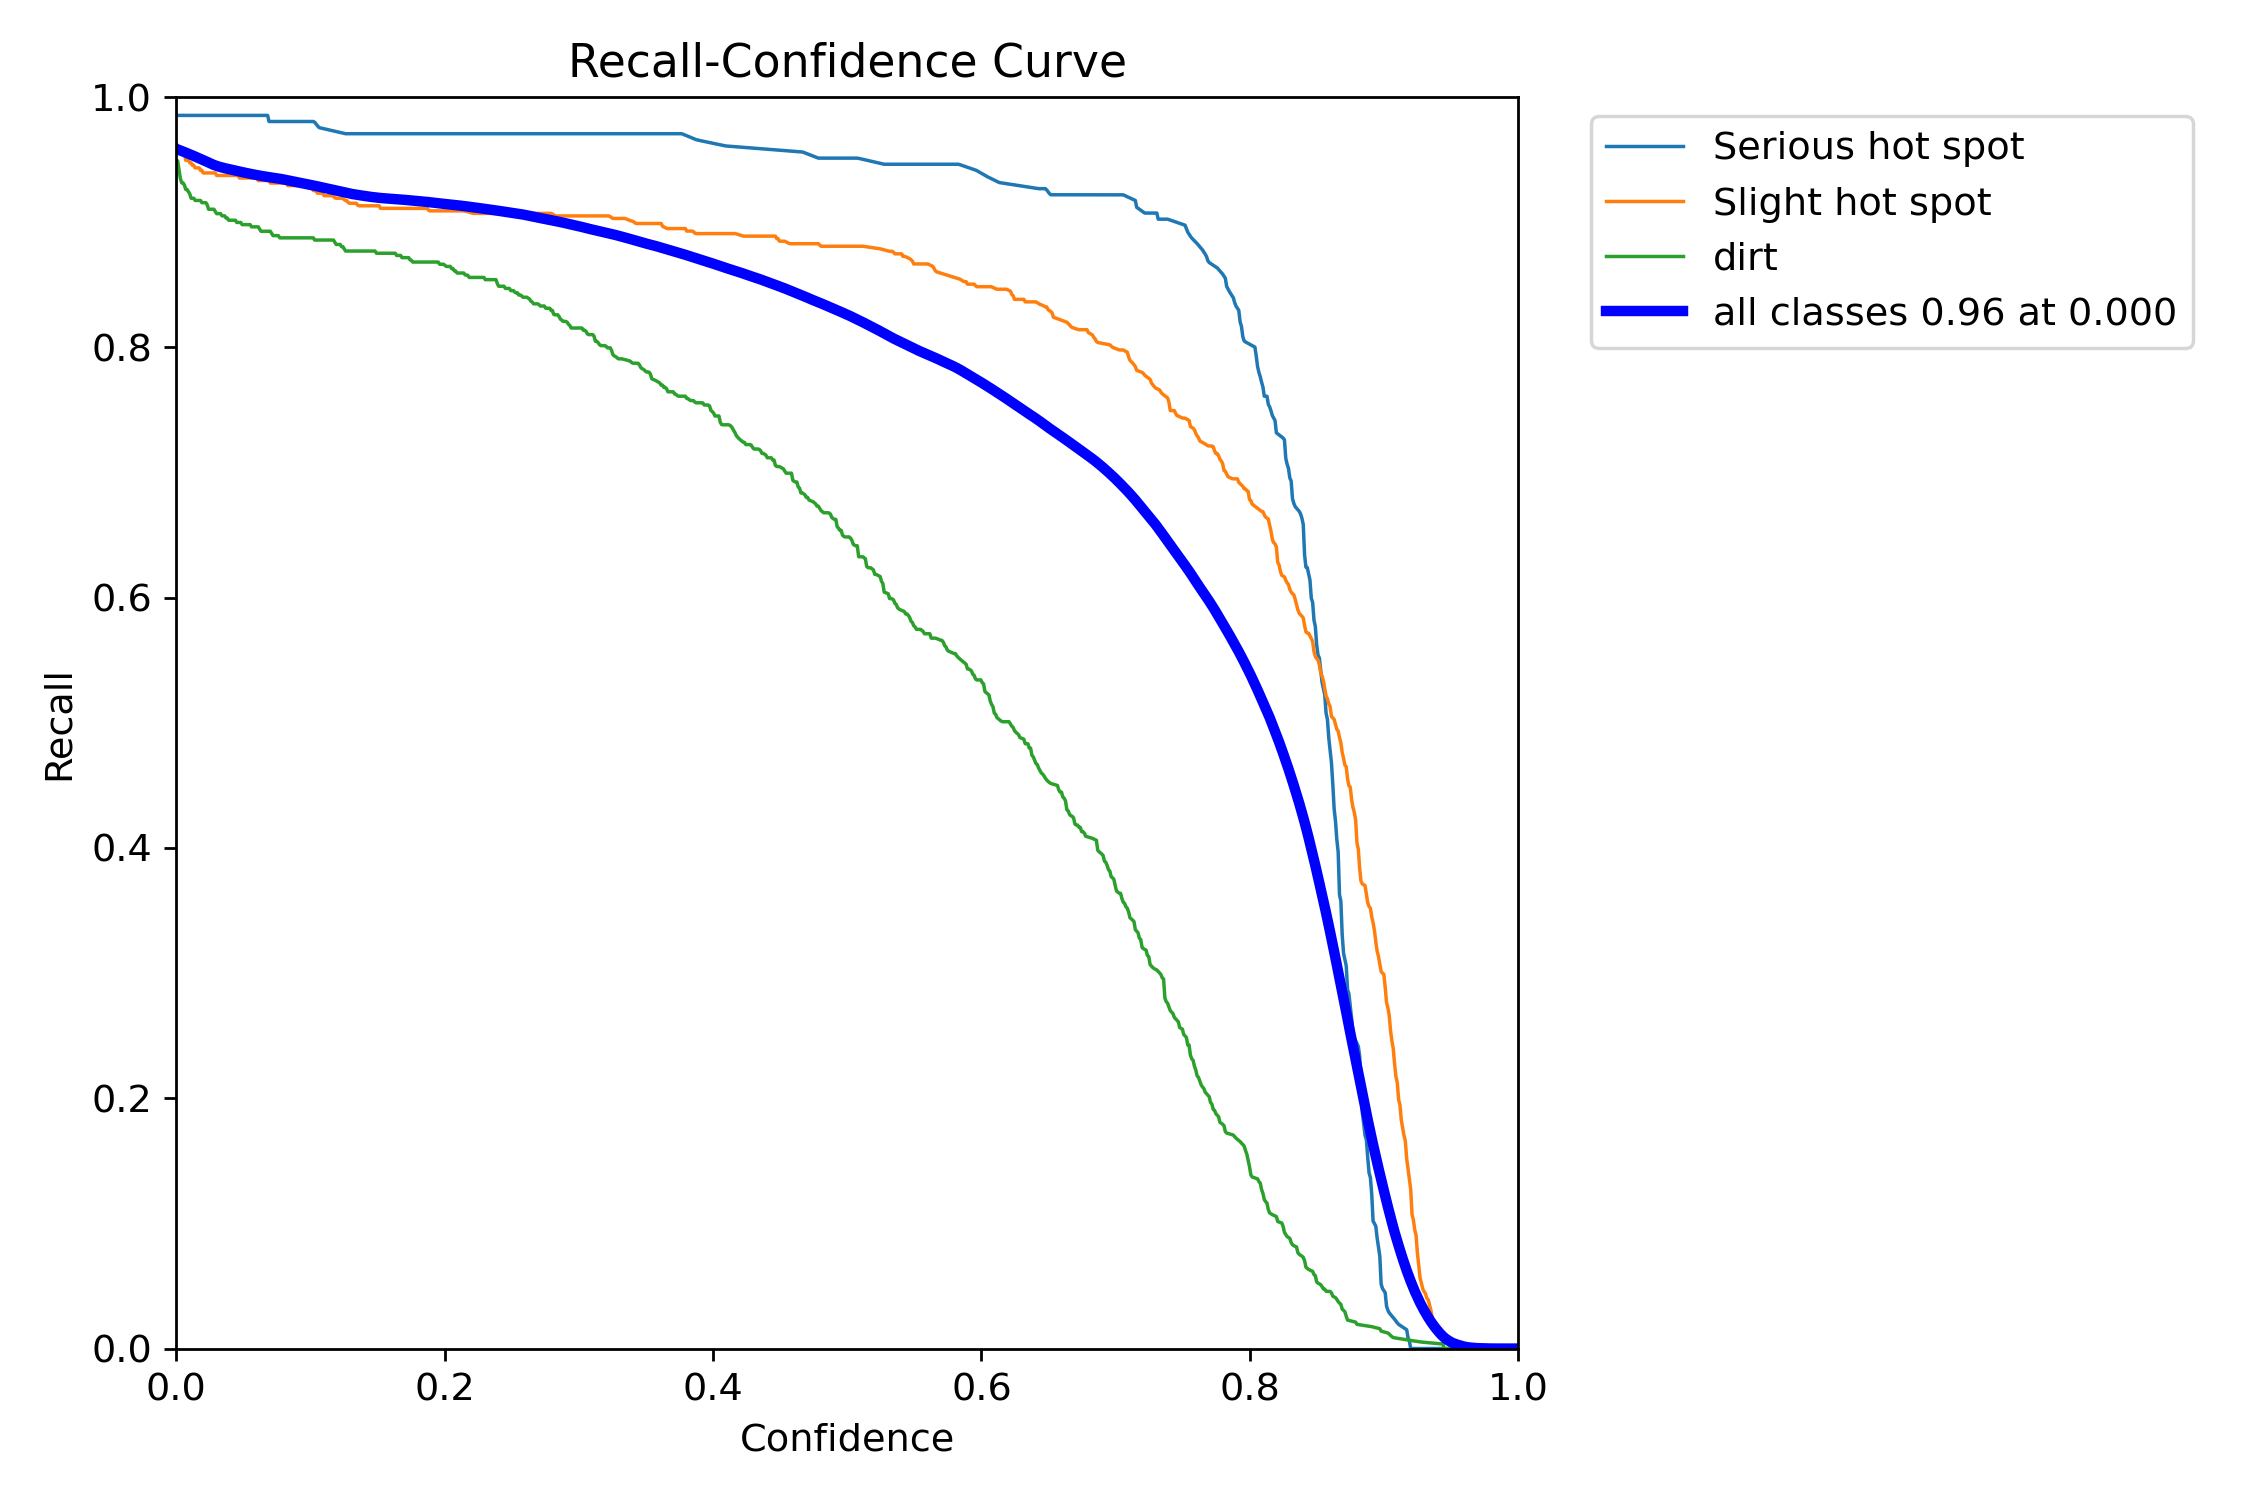 Recall-Confidence Curve
1.0
0.8
0.6
0.4
0.2
0.0
Recall
0.0 0.2 0.4 0.6 0.8 1.0
Confidence
Serious hot spot
Slight hot spot
dirt
all classes 0.96 at 0.000